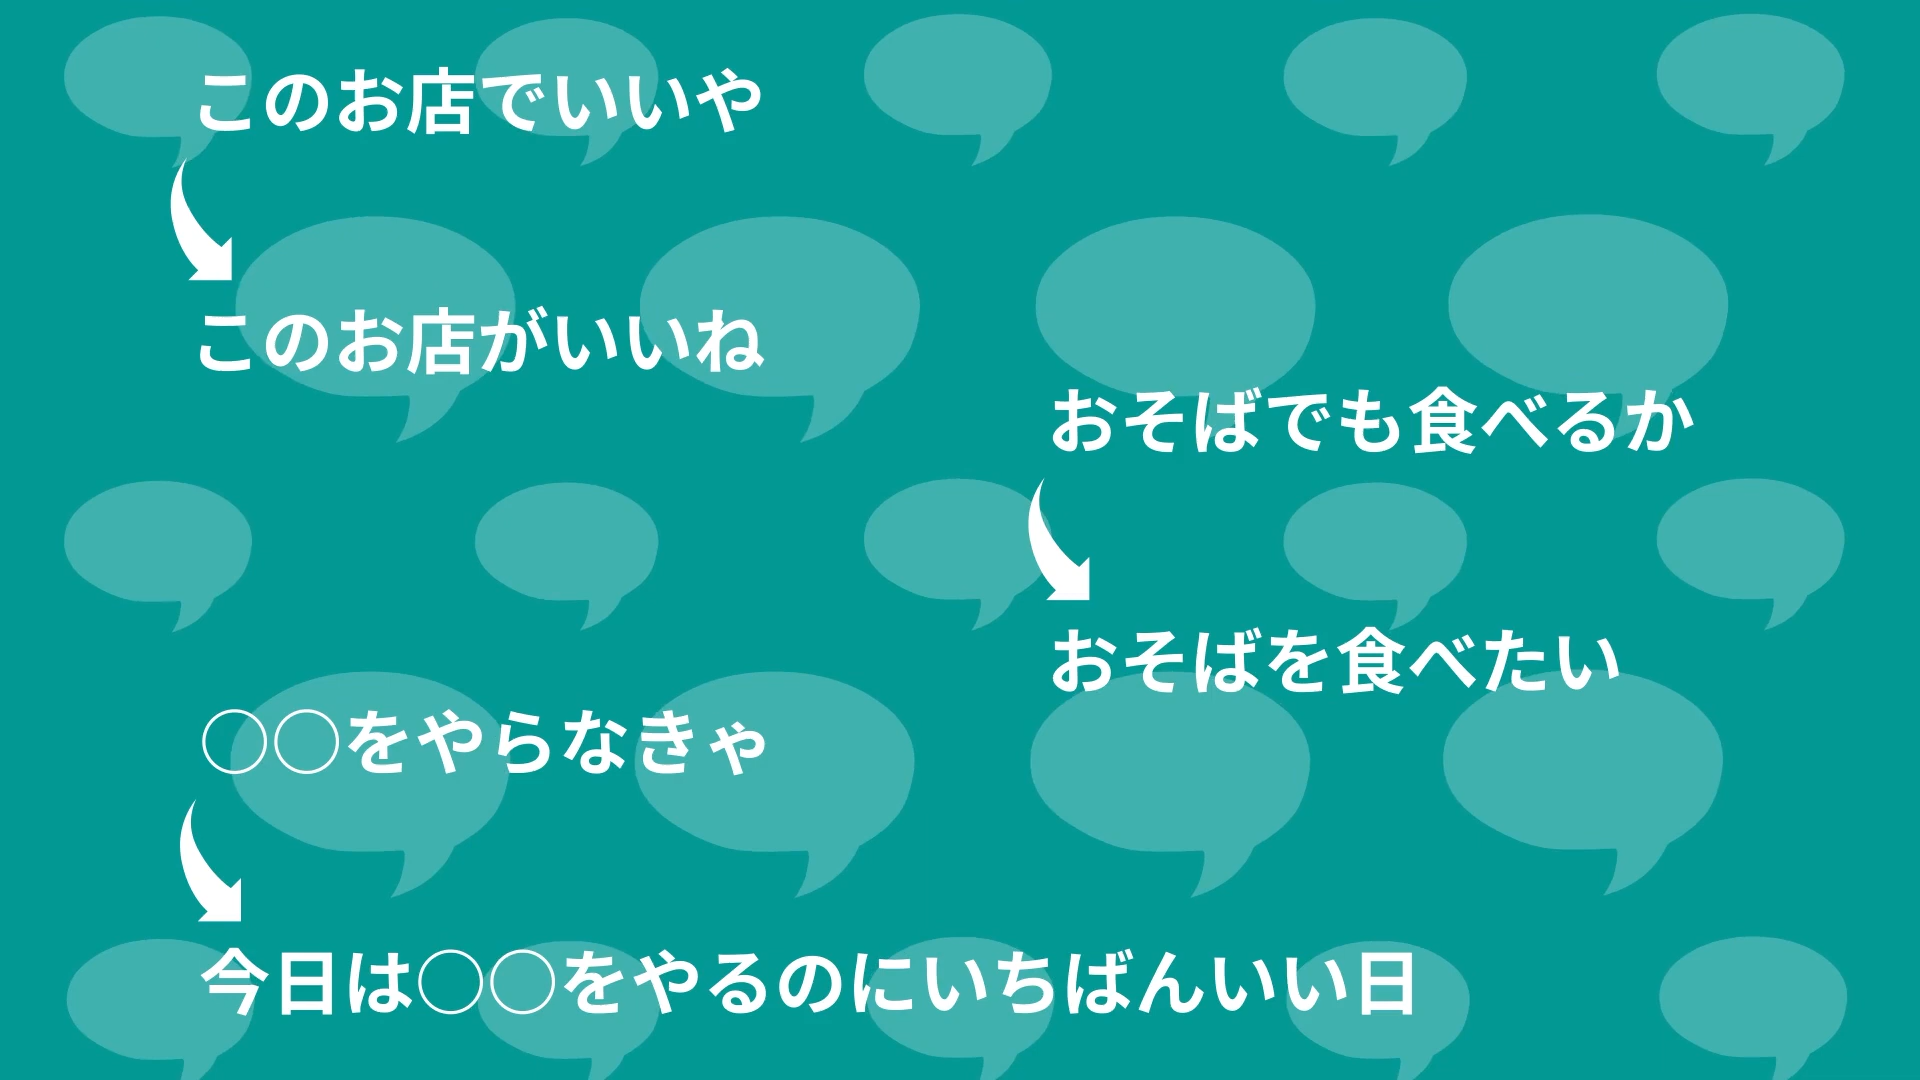 このお店でいいや
このお店がいいね
おそばでも食べるか
おそばを食べたい
◯◯をやらなきゃ
今日は◯◯をやるのにいちばんいい日